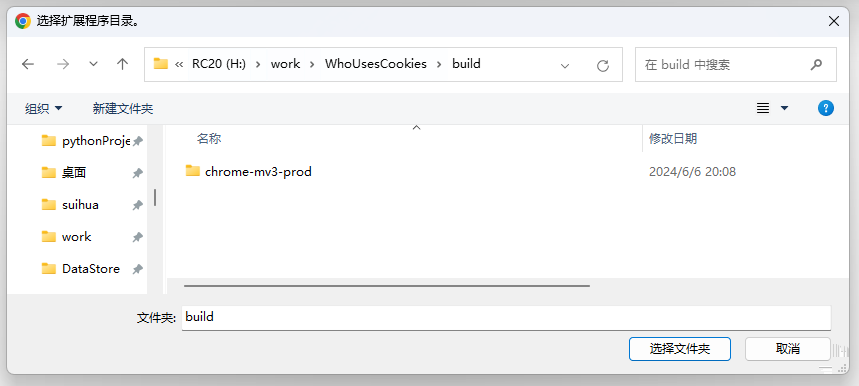 选择扩展程序目录。
« RC20 (H:) > work > WhoUsesCookies > build
在 build 中搜索
组织 新建文件夹
名称 修改日期
pythonProje
chrome-mv3-prod 2024/6/6 20:08
桌面
suihua
work
DataStore
文件夹: build
选择文件夹 取消